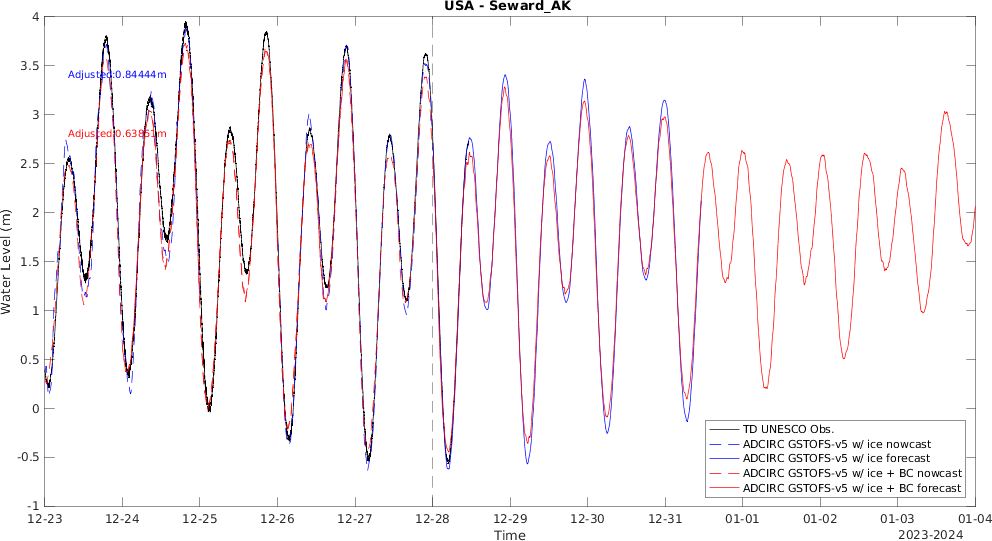 USA - Seward_AK
4
3.5
3
2.5
2
1.5
1
0.5
0
-0.5
-1
Water Level (m)
Adjusted:0.84444m
Adjusted:0.63851m
TD UNESCO Obs.
ADCIRC GSTOFS-v5 w/ ice nowcast
ADCIRC GSTOFS-v5 w/ ice forecast
ADCIRC GSTOFS-v5 w/ ice + BC nowcast
ADCIRC GSTOFS-v5 w/ ice + BC forecast
12-23 12-24 12-25 12-26 12-27 12-28 12-29 12-30 12-31 01-01 01-02 01-03 01-04
Time
2023-2024